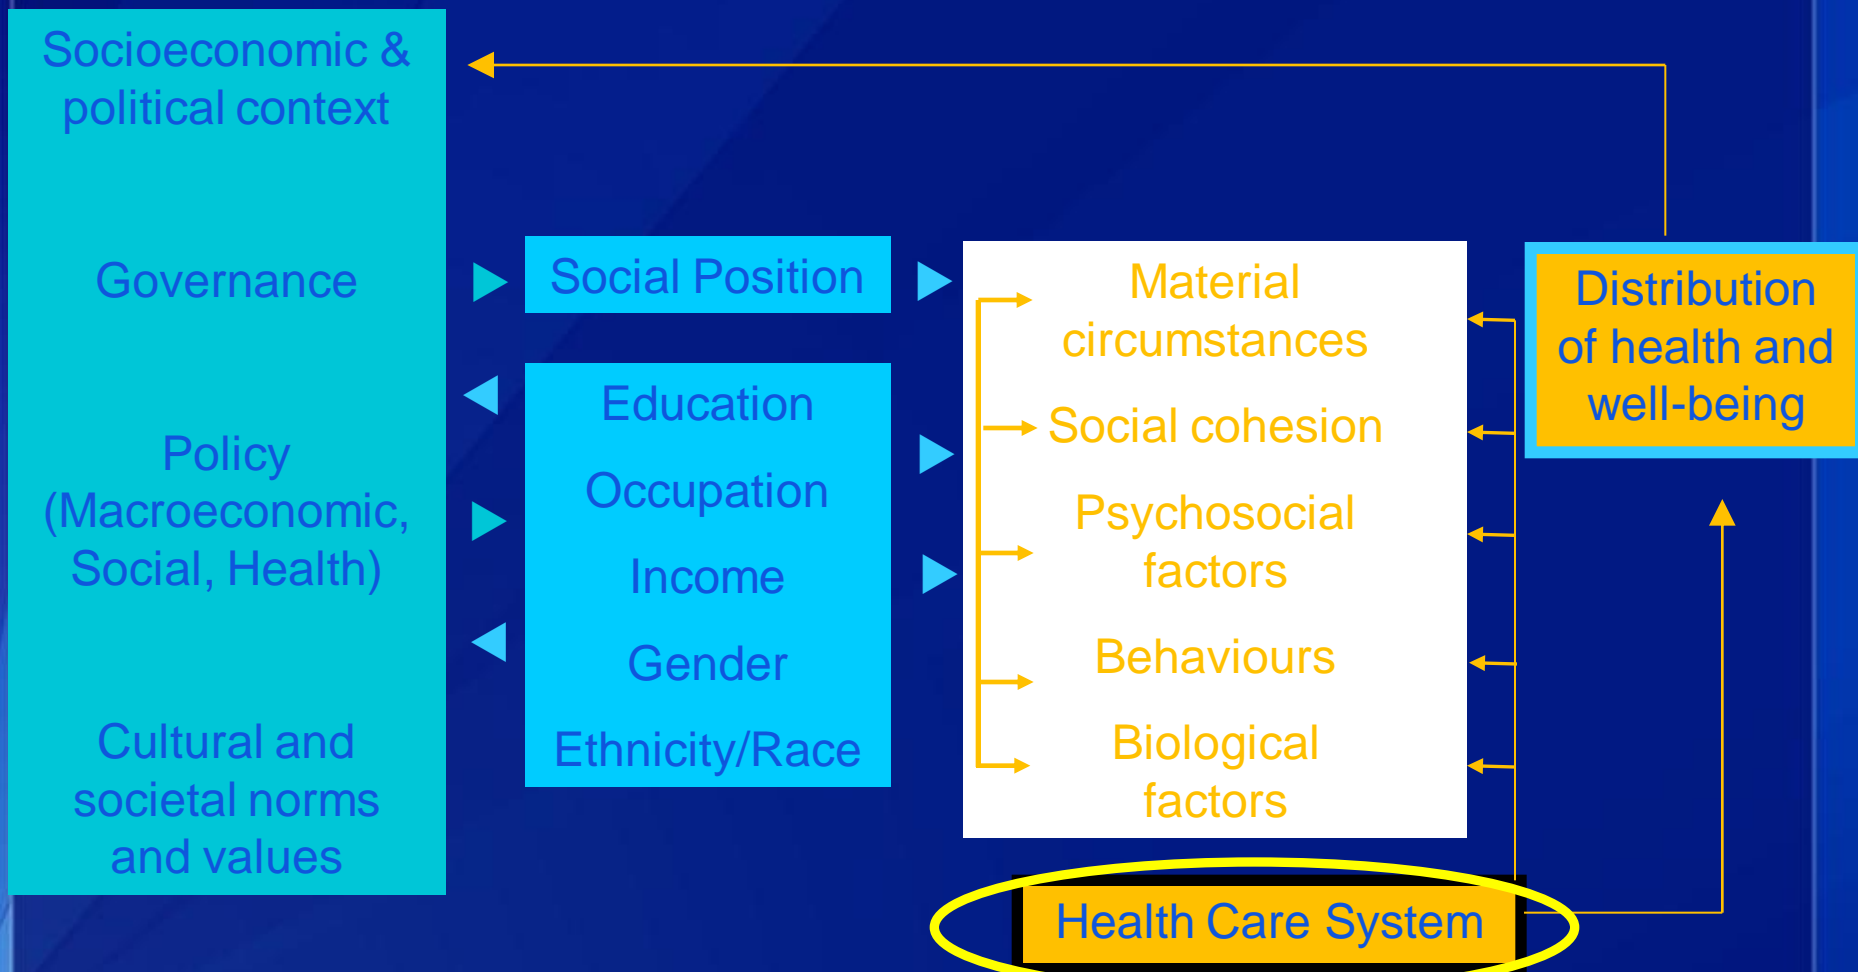 Socioeconomic &
political context
Governance
Policy
(Macroeconomic,
Social, Health)
Cultural and
societal norms
and values
Social Position
Education
Occupation
Income
Gender
Ethnicity/Race
Material
circumstances
Social cohesion
Psychosocial
factors
Behaviours
Biological
factors
Distribution
of health and
well-being
Health Care System